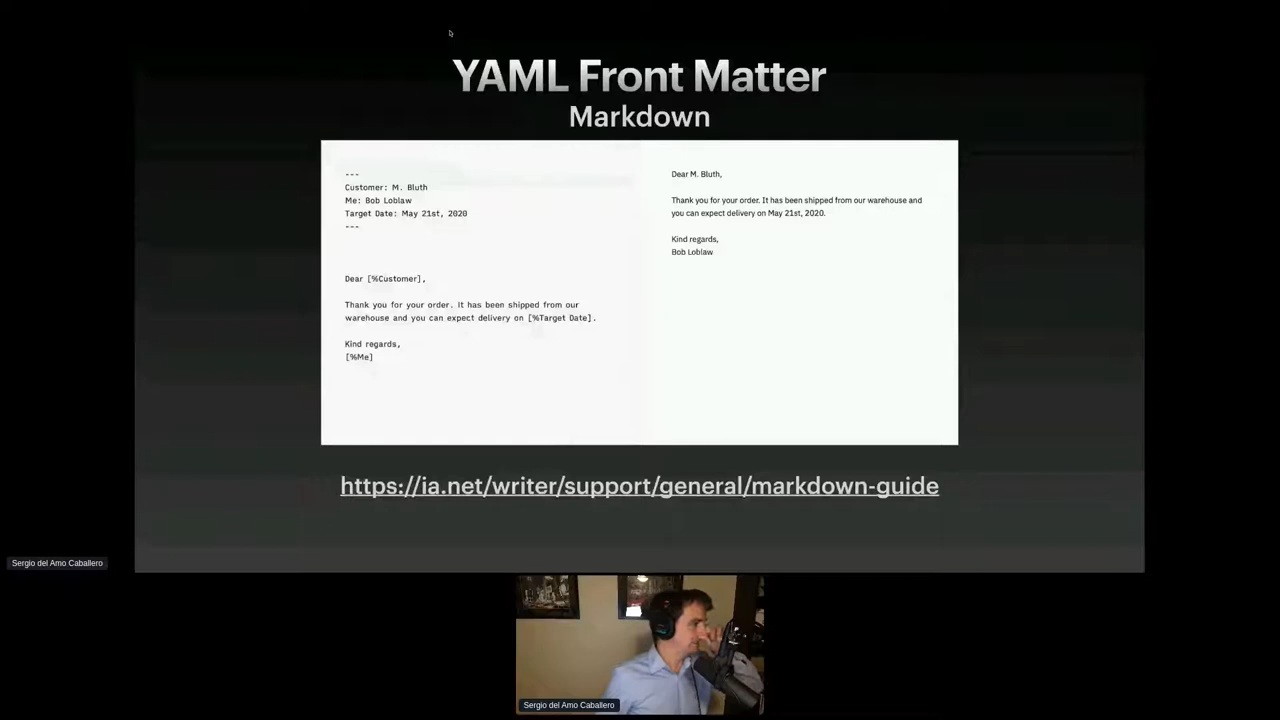 YAML Front Matter
Markdown
---
Customer: M. Bluth
Me: Bob Loblaw
Target Date: May 21st, 2020
---
Dear [%Customer],
Thank you for your order. It has been shipped from our
warehouse and you can expect delivery on [%Target Date].
Kind regards,
[%Me]
Dear M. Bluth,
Thank you for your order. It has been shipped from our warehouse and
you can expect delivery on May 21st, 2020.
Kind regards,
Bob Loblaw
https://ia.net/writer/support/general/markdown-guide
Sergio del Amo Caballero
Sergio del Amo Caballero